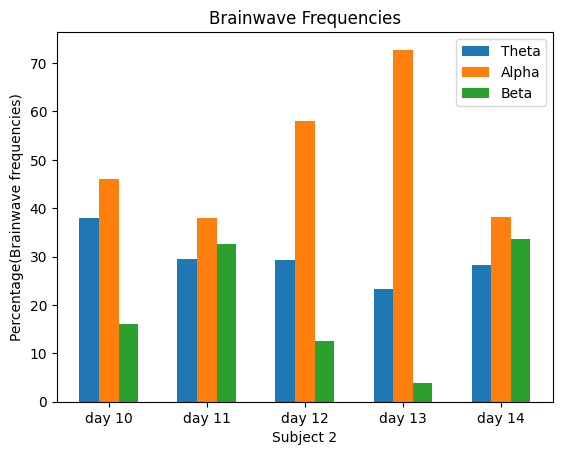 Brainwave Frequencies
Theta
Alpha
Beta
Percentage(Brainwave frequencies)
70
60
50
40
30
20
10
0
day 10 day 11 day 12 day 13 day 14
Subject 2